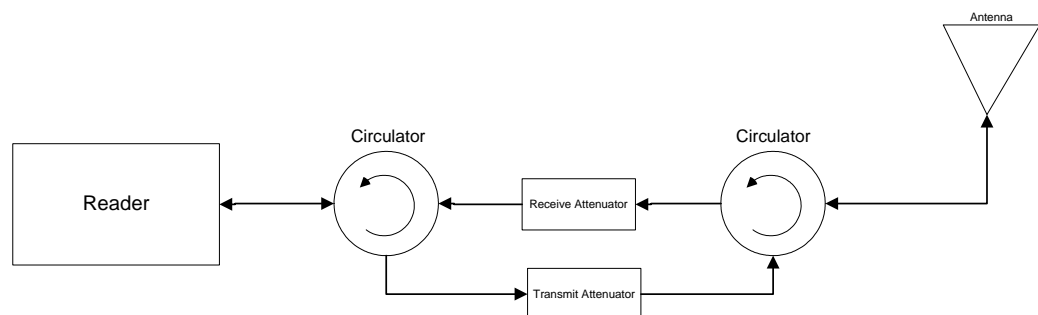 Antenna
Circulator
Circulator
Reader
Receive Attenuator
Transmit Attenuator